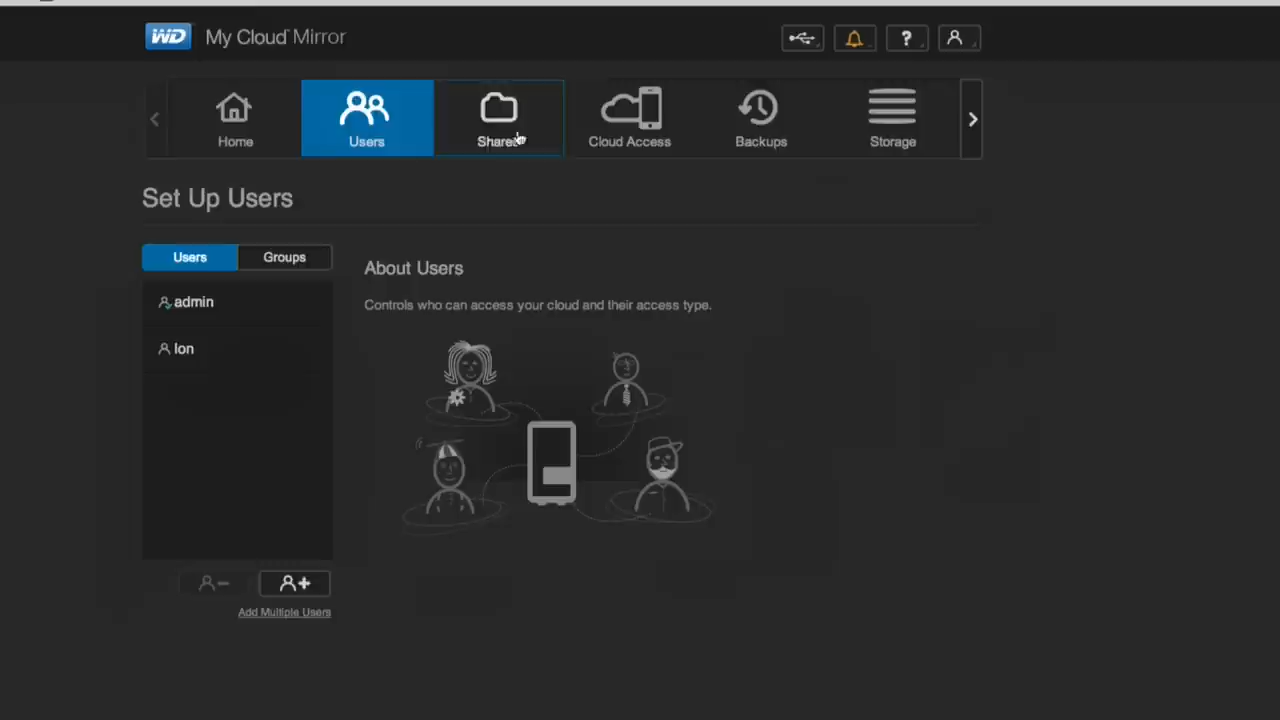 WD My Cloud Mirror
?
Home Users Shares Cloud Access Backups Storage
Set Up Users
Users Groups
About Users
admin
Controls who can access your cloud and their access type.
lon
Add Multiple Users